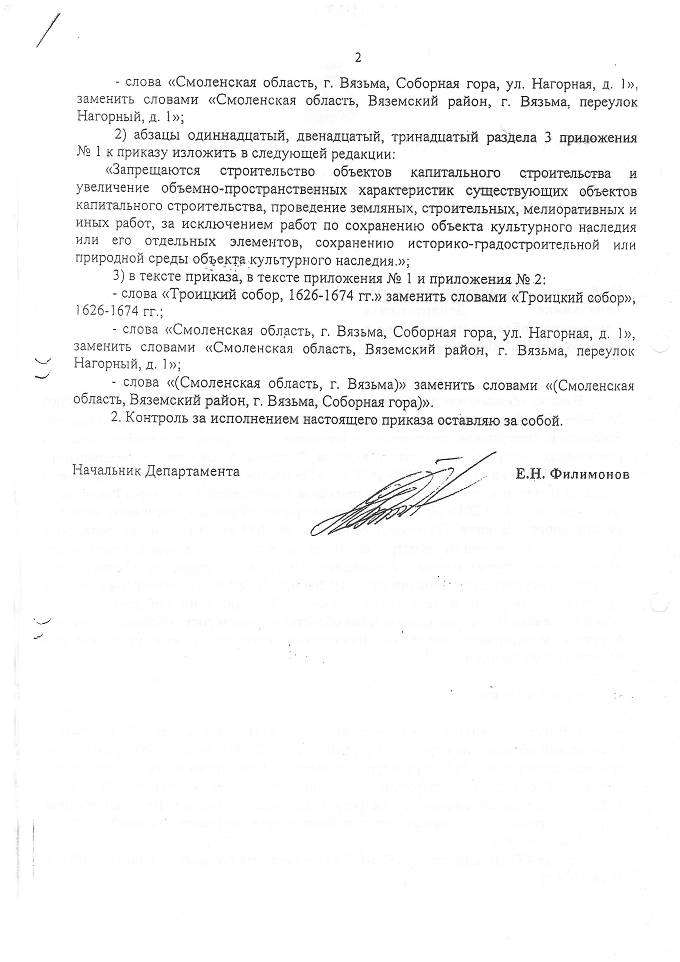 2
- слова «Смоленская область, г. Вязьма, Соборная гора, ул. Нагорная, д. 1»,
заменить словами «Смоленская область, Вяземский район, г. Вязьма, переулок
Нагорный, д. 1»;
2) абзацы одиннадцатый, двенадцатый, тринадцатый раздела 3 приложения
№ 1 к приказу изложить в следующей редакции:
«Запрещаются строительство объектов капитального строительства и
увеличение объемно-пространственных характеристик существующих объектов
капитального строительства, проведение земляных, строительных, мелиоративных и
иных работ, за исключением работ по сохранению объекта культурного наследия
или его отдельных элементов, сохранению историко-градостроительной или
природной среды объекта культурного наследия.»;
3) в тексте приказа, в тексте приложения № 1 и приложения № 2:
- слова «Троицкий собор, 1626-1674 гг.» заменить словами «Троицкий собор»,
1626-1674 гг.;
- слова «Смоленская область, г. Вязьма, Соборная гора, ул. Нагорная, д. 1»,
заменить словами «Смоленская область, Вяземский район, г. Вязьма, переулок
Нагорный, д. 1»;
- слова «(Смоленская область, г. Вязьма)» заменить словами «(Смоленская
область, Вяземский район, г. Вязьма, Соборная гора)».
2. Контроль за исполнением настоящего приказа оставляю за собой.
Начальник Департамента
Е.Н. Филимонов